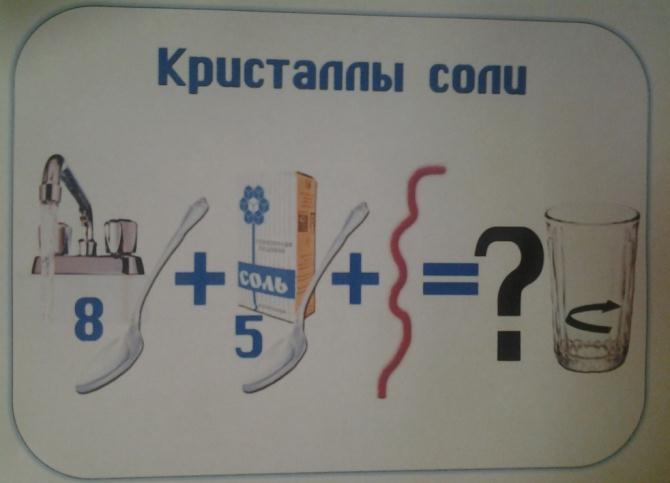 Кристаллы соли
8 + 5 + = ?
соль